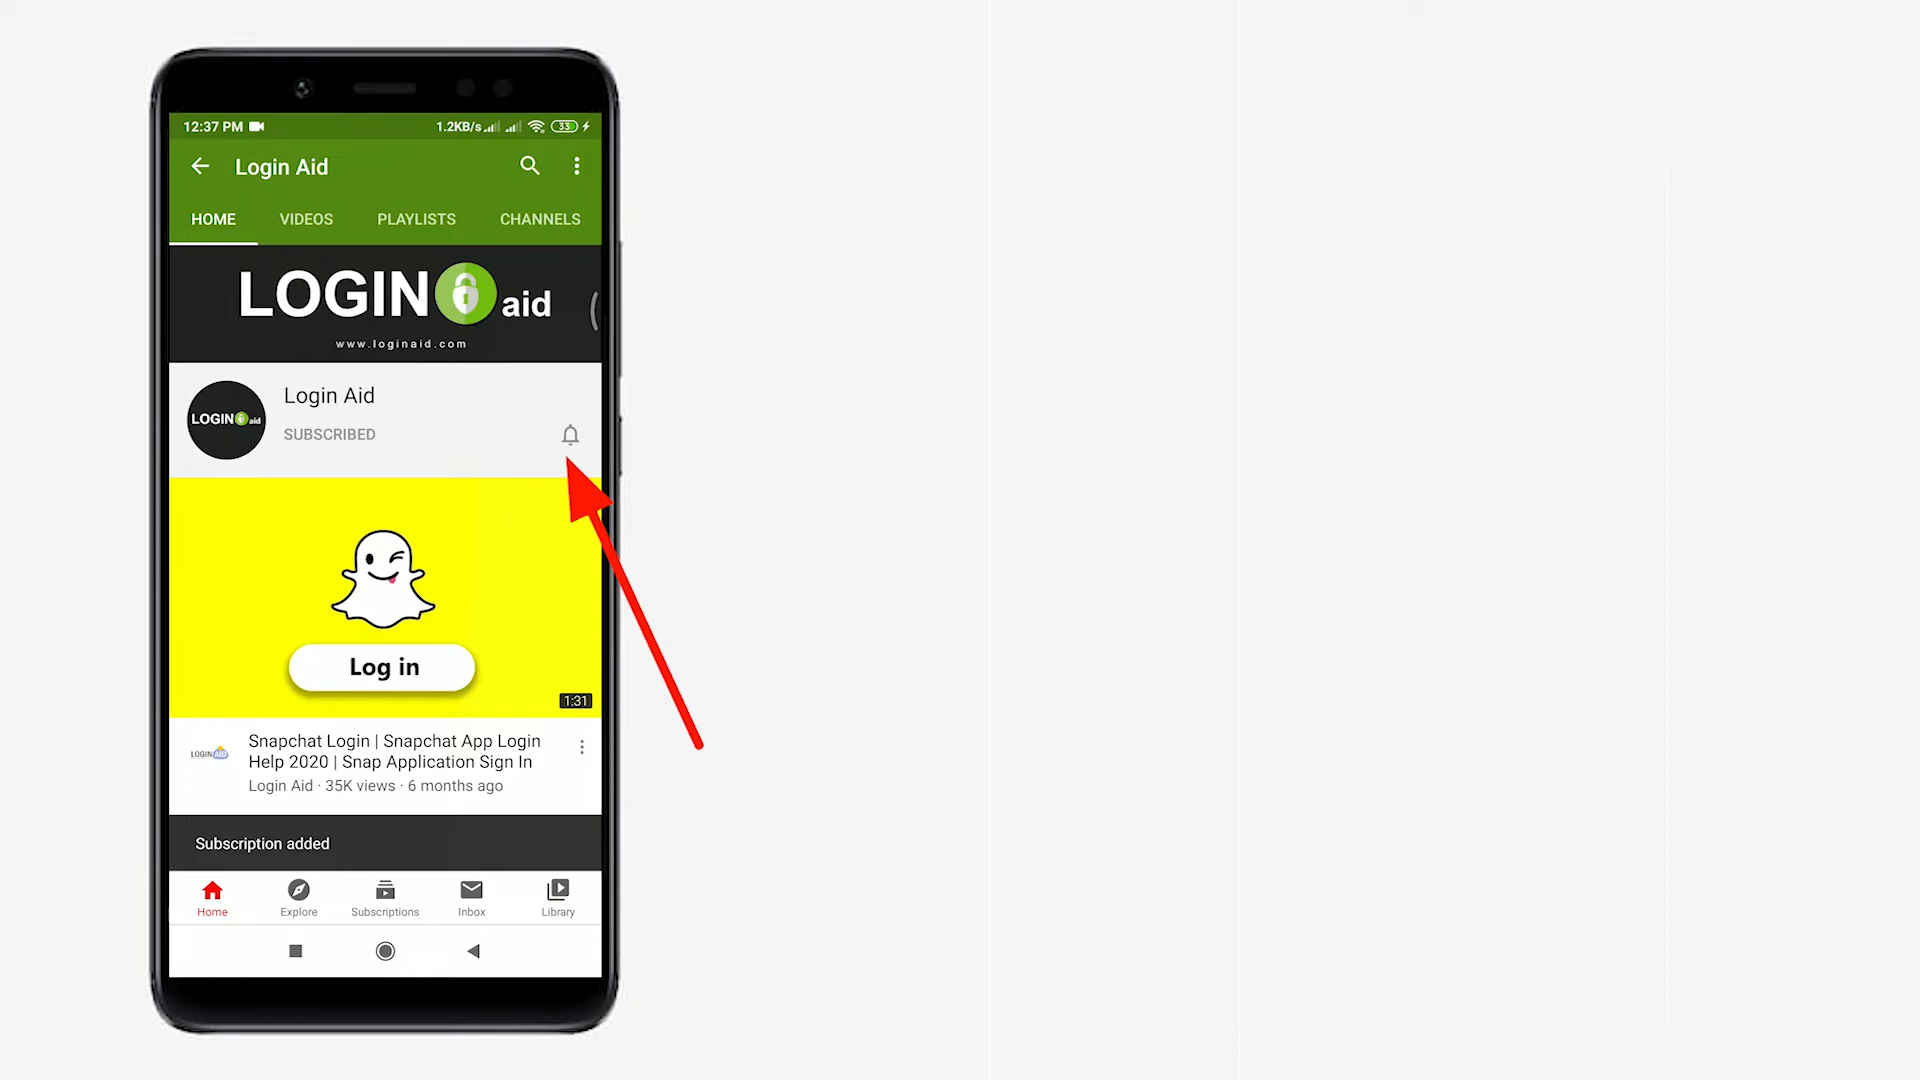 12:37 PM
1.2KB/s
33
Login Aid
HOME VIDEOS PLAYLISTS CHANNELS
LOGIN aid
www.loginaid.com
LOGIN aid
Login Aid
SUBSCRIBED
Log in
1:31
LOGIN AID
Snapchat Login | Snapchat App Login
Help 2020 | Snap Application Sign In
Login Aid · 35K views · 6 months ago
Subscription added
Home Explore Subscriptions Inbox Library